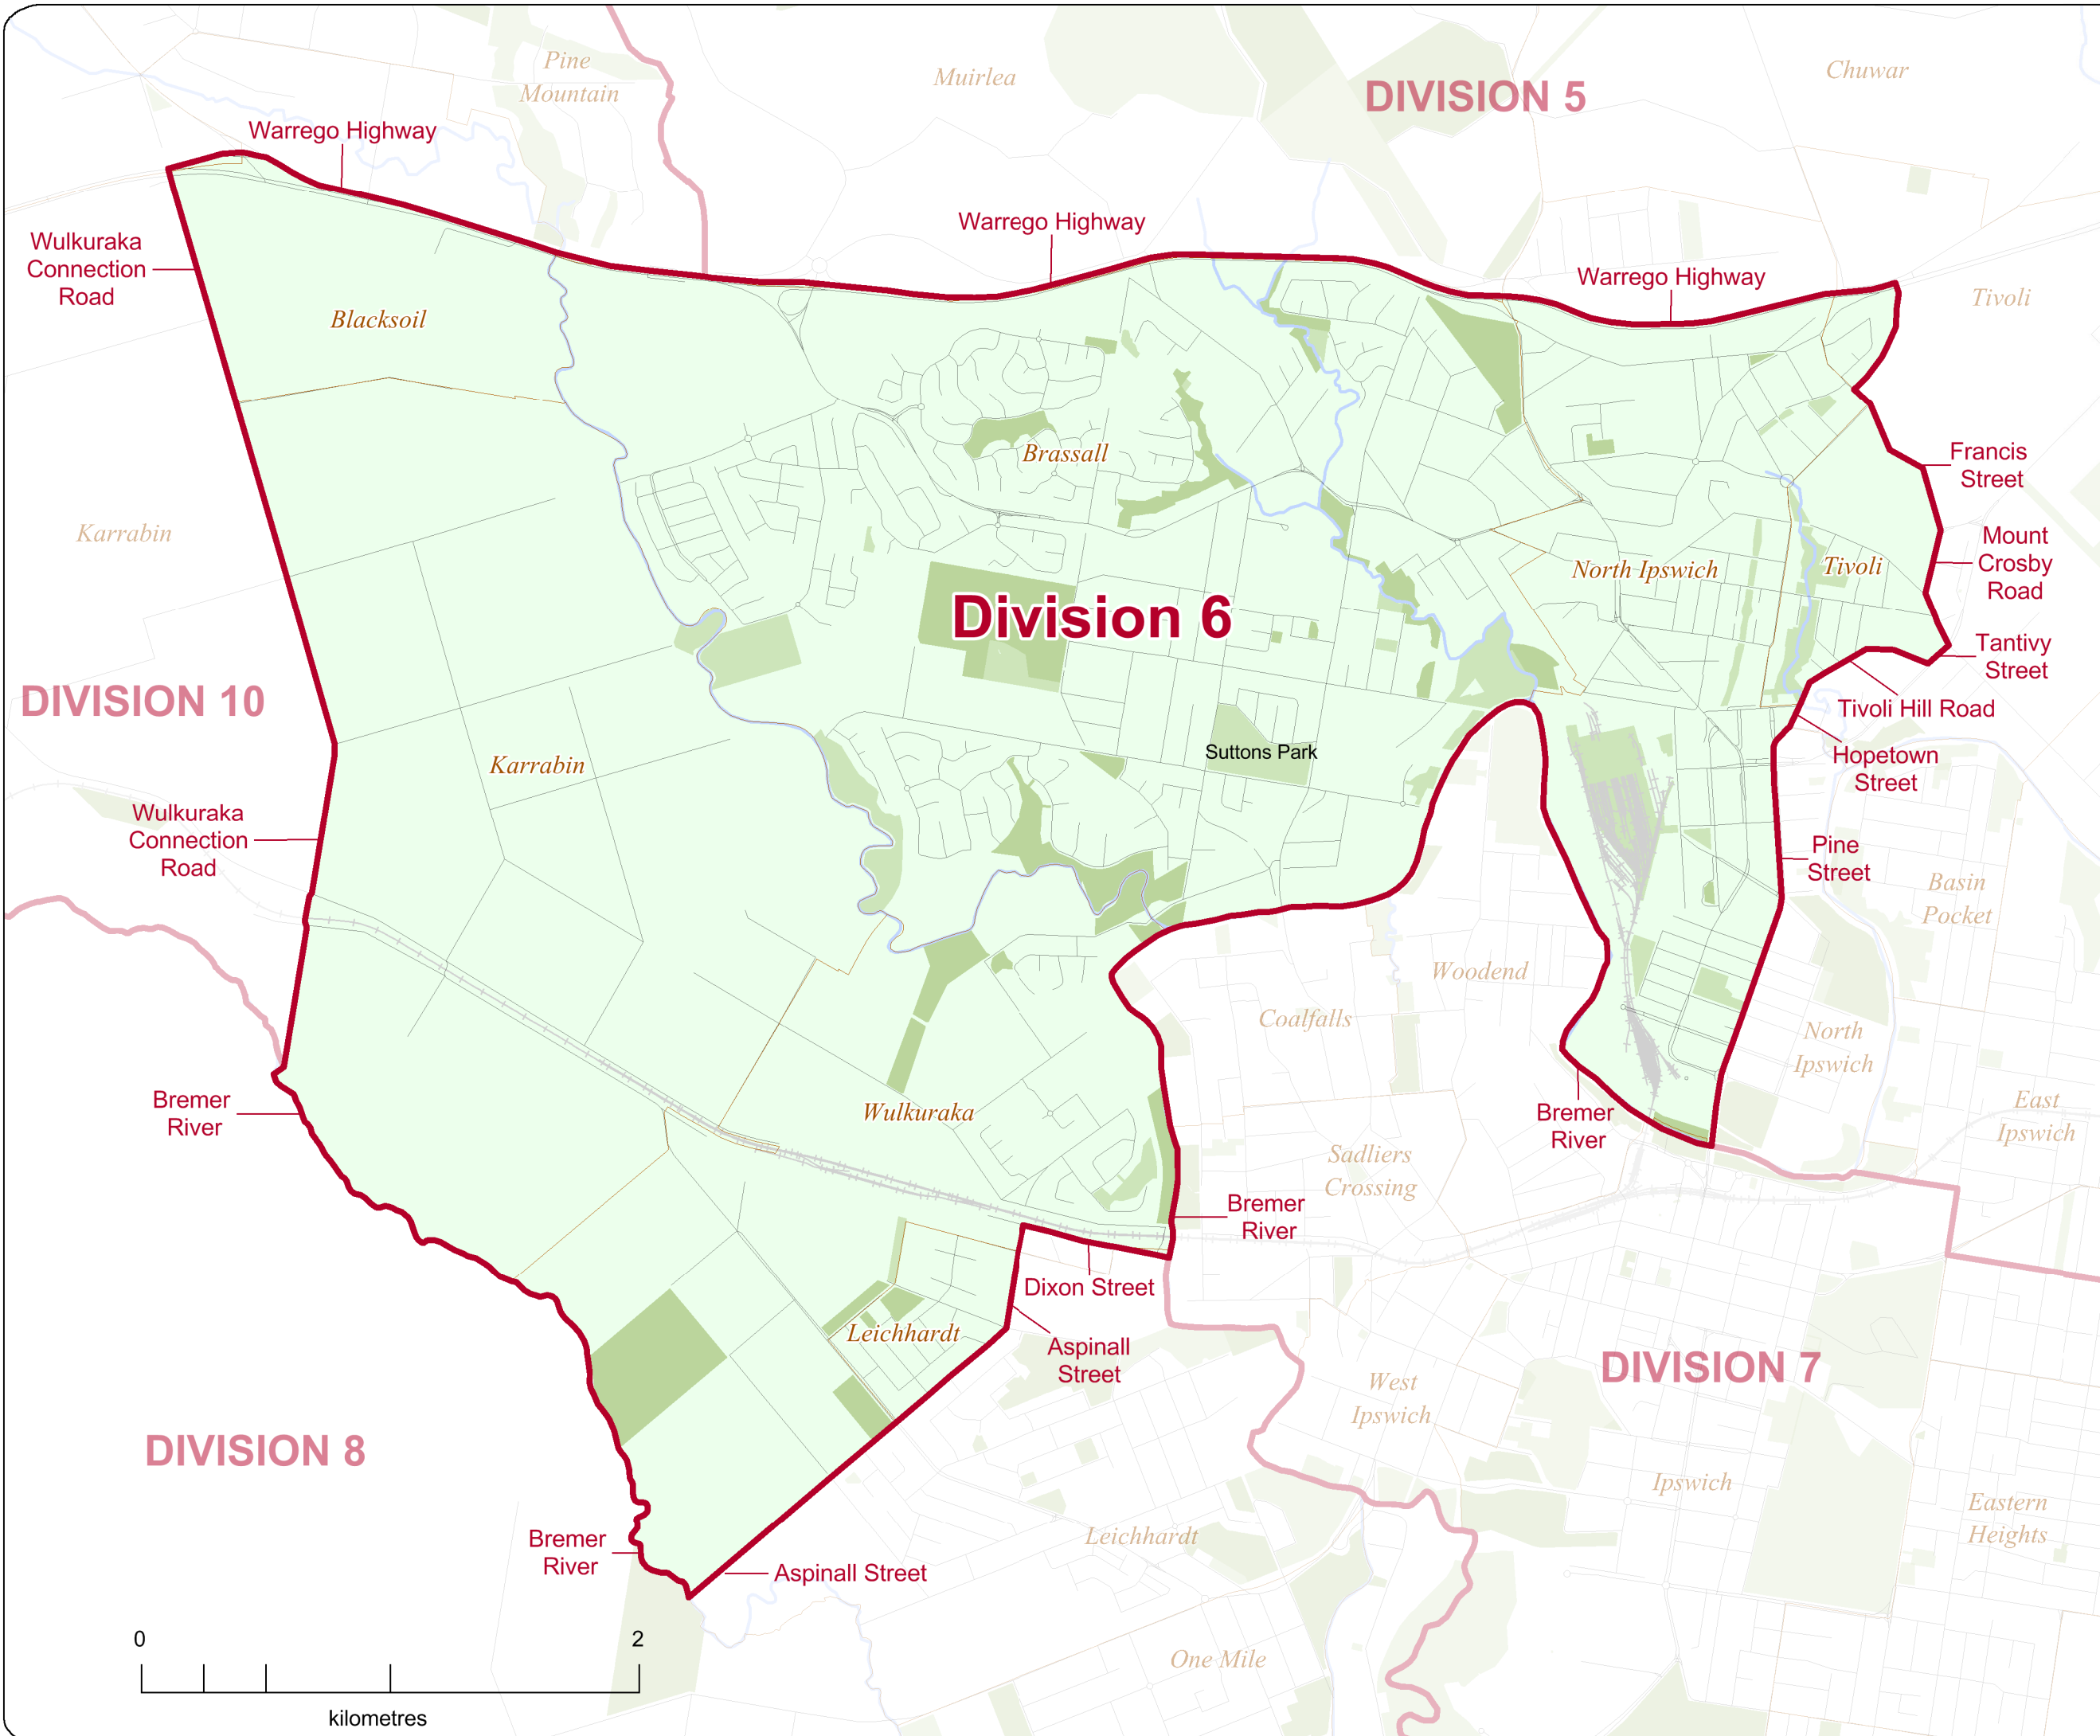 Pine
Mountain
Muirlea
DIVISION 5
Chuwar
Warrego Highway
Warrego Highway
Warrego Highway
Wulkuraka
Connection
Road
Blacksoil
Tivoli
Brassall
Francis
Street
Karrabin
Mount
Crosby
Road
North Ipswich
Tivoli
Division 6
Tantivy
Street
DIVISION 10
Tivoli Hill Road
Suttons Park
Hopetown
Street
Karrabin
Wulkuraka
Connection
Road
Pine
Street
Basin
Pocket
Woodend
Coalfalls
North
Ipswich
Bremer
River
Wulkuraka
Bremer
River
East
Ipswich
Sadliers
Crossing
Bremer
River
Dixon Street
Leichhardt
Aspinall
Street
DIVISION 7
West
Ipswich
DIVISION 8
Ipswich
Eastern
Heights
Leichhardt
Bremer
River
Aspinall Street
One Mile
0 2
kilometres